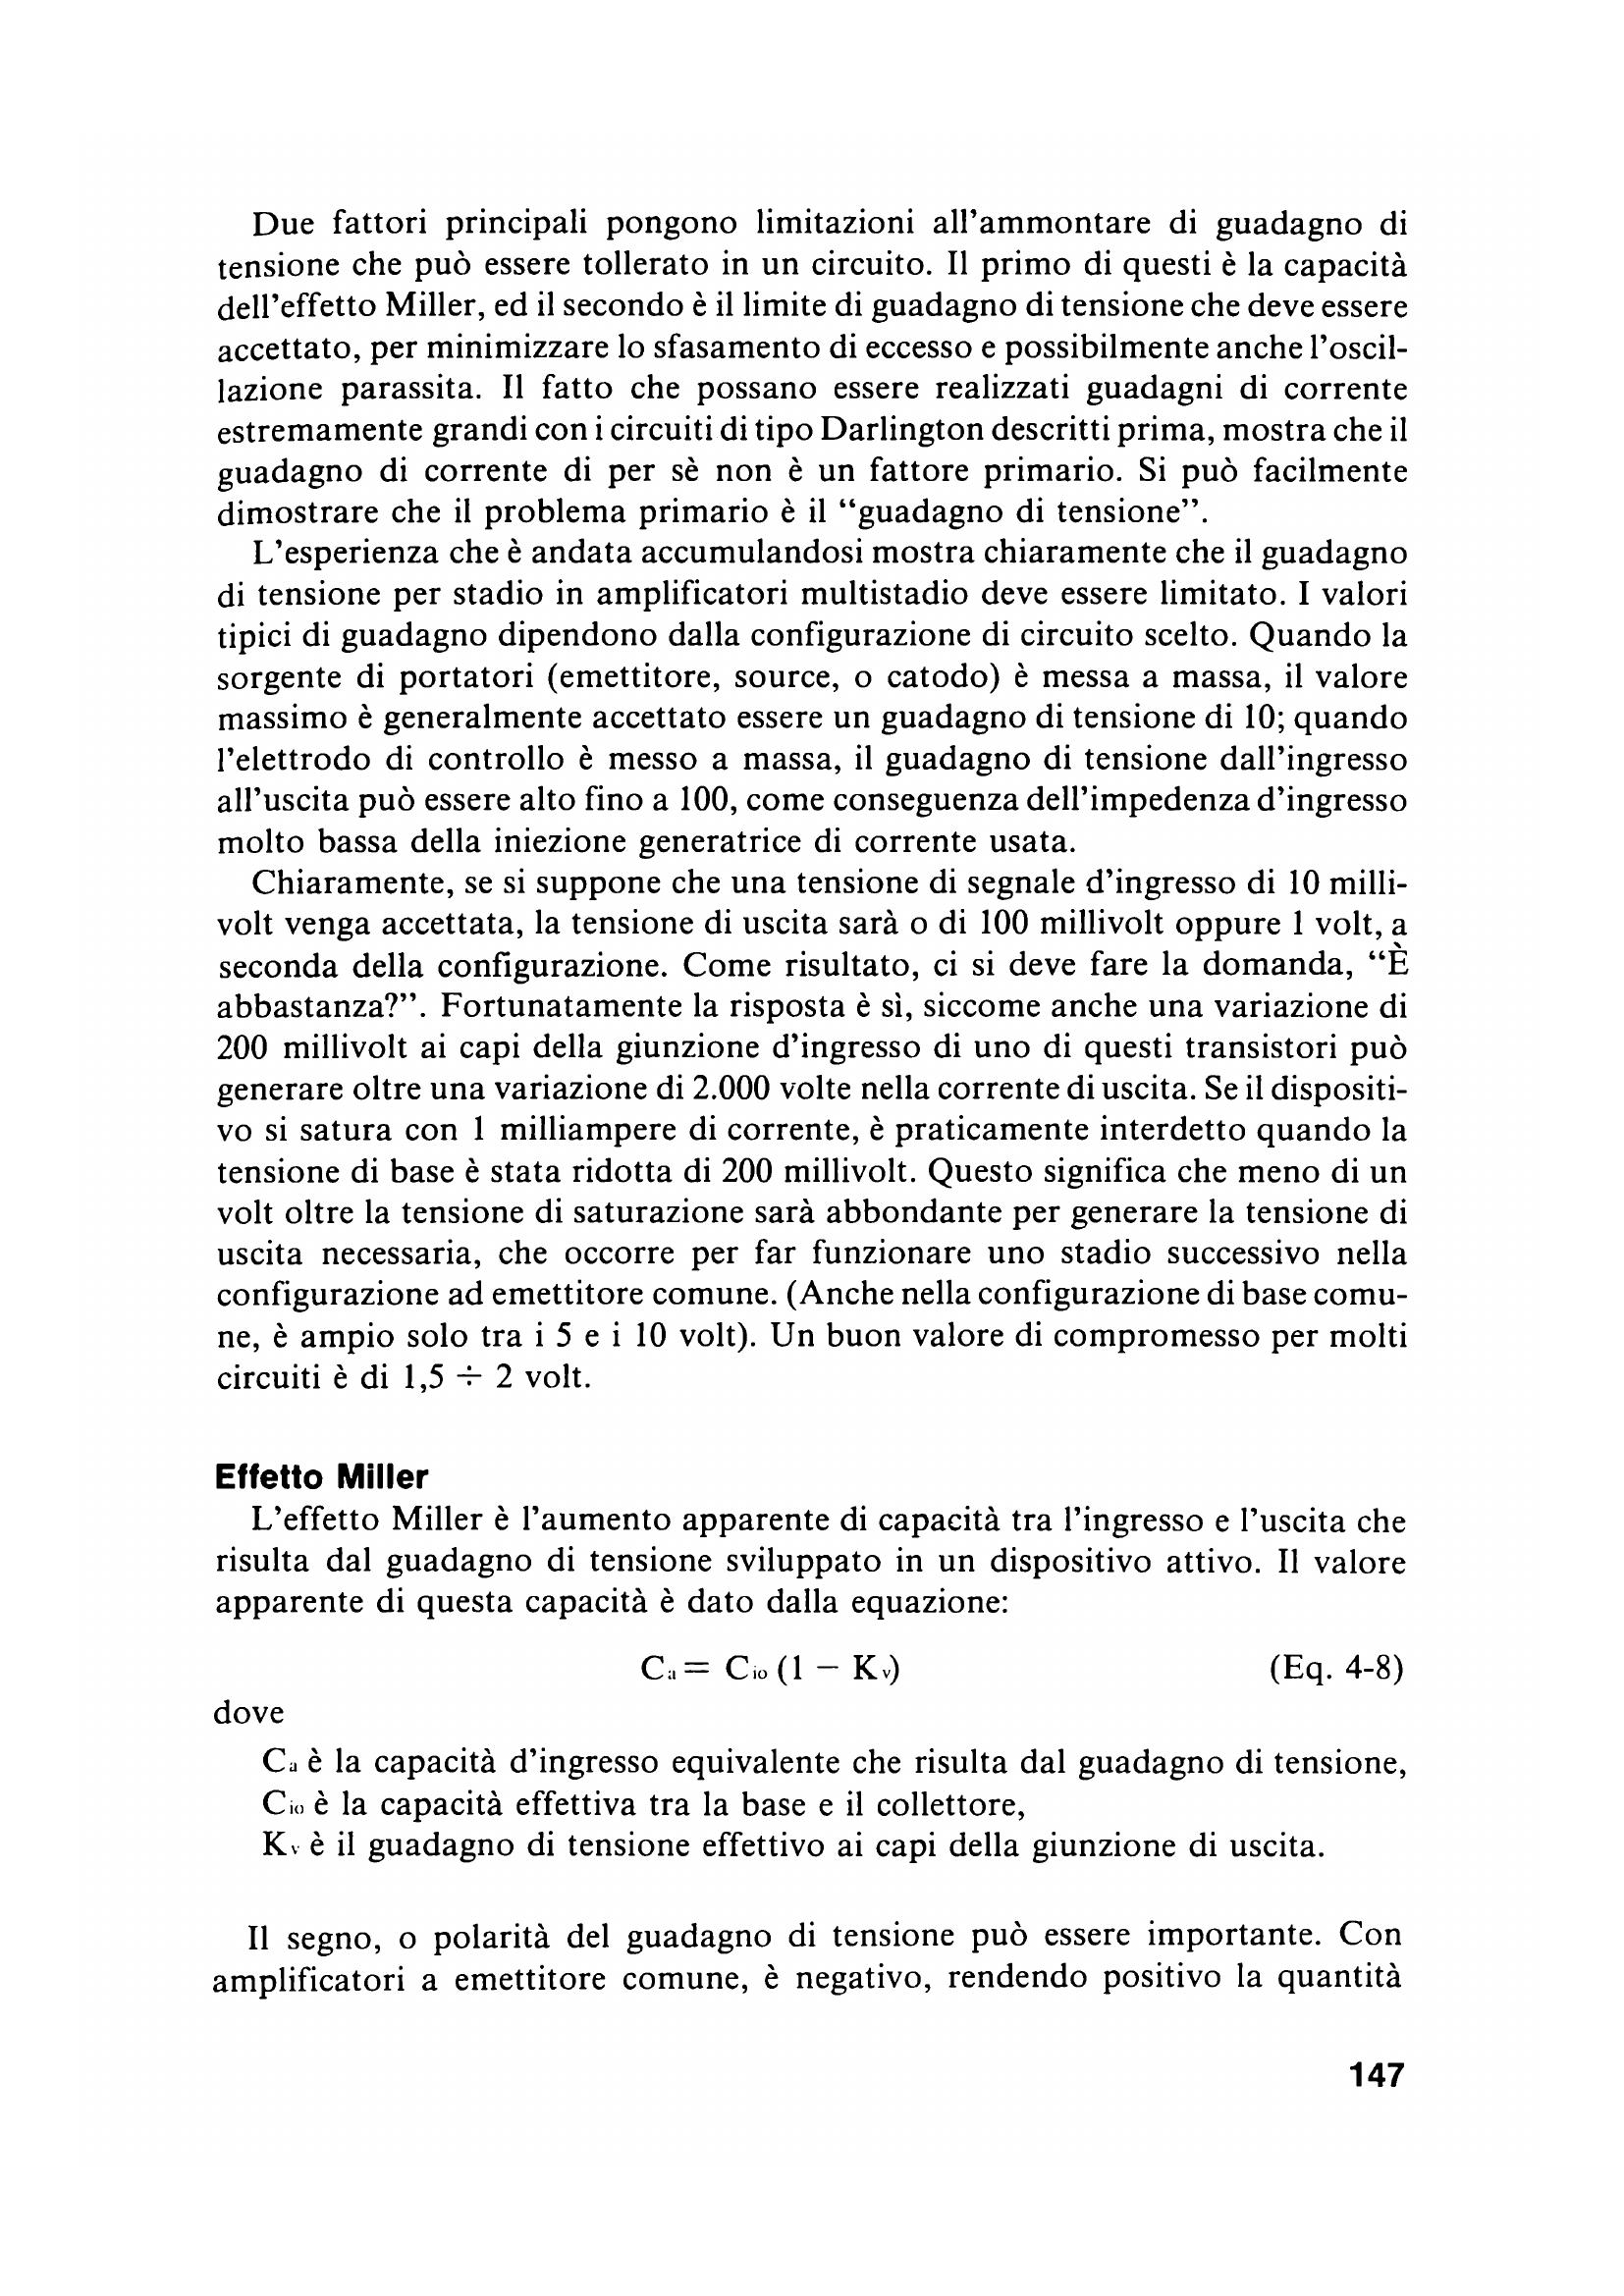 Due fattori principali pongono limitazioni all’ammontare di guadagno di
tensione che può essere tollerato in un circuito. Il primo di questi è la capacità
dell’effetto Miller, ed il secondo è il limite di guadagno di tensione che deve essere
accettato, per minimizzare lo sfasamento di eccesso e possibilmente anche l’oscil-
lazione parassita. Il fatto che possano essere realizzati guadagni di corrente
estremamente grandi con i circuiti di tipo Darlington descritti prima, mostra che il
guadagno di corrente di per sè non è un fattore primario. Si può facilmente
dimostrare che il problema primario è il “guadagno di tensione”.
L’esperienza che è andata accumulandosi mostra chiaramente che il guadagno
di tensione per stadio in amplificatori multistadio deve essere limitato. I valori
tipici di guadagno dipendono dalla configurazione di circuito scelto. Quando la
sorgente di portatori (emettitore, source, o catodo) è messa a massa, il valore
massimo è generalmente accettato essere un guadagno di tensione di 10; quando
l’elettrodo di controllo è messo a massa, il guadagno di tensione dall’ingresso
all’uscita può essere alto fino a 100, come conseguenza dell’impedenza d’ingresso
molto bassa della iniezione generatrice di corrente usata.
Chiaramente, se si suppone che una tensione di segnale d’ingresso di 10 milli-
volt venga accettata, la tensione di uscita sarà o di 100 millivolt oppure 1 volt, a
seconda della configurazione. Come risultato, ci si deve fare la domanda, “È
abbastanza?”. Fortunatamente la risposta è sì, siccome anche una variazione di
200 millivolt ai capi della giunzione d’ingresso di uno di questi transistori può
generare oltre una variazione di 2.000 volte nella corrente di uscita. Se il dispositi-
vo si satura con 1 milliampere di corrente, è praticamente interdetto quando la
tensione di base è stata ridotta di 200 millivolt. Questo significa che meno di un
volt oltre la tensione di saturazione sarà abbondante per generare la tensione di
uscita necessaria, che occorre per far funzionare uno stadio successivo nella
configurazione ad emettitore comune. (Anche nella configurazione di base comu-
ne, è ampio solo tra i 5 e i 10 volt). Un buon valore di compromesso per molti
circuiti è di 1,5 ÷ 2 volt.
Effetto Miller
L’effetto Miller è l’aumento apparente di capacità tra l’ingresso e l’uscita che
risulta dal guadagno di tensione sviluppato in un dispositivo attivo. Il valore
apparente di questa capacità è dato dalla equazione:
Ca = Cio (1 − Kv) (Eq. 4-8)
dove
Ca è la capacità d’ingresso equivalente che risulta dal guadagno di tensione,
Cio è la capacità effettiva tra la base e il collettore,
Kv è il guadagno di tensione effettivo ai capi della giunzione di uscita.
Il segno, o polarità del guadagno di tensione può essere importante. Con
amplificatori a emettitore comune, è negativo, rendendo positivo la quantità
147